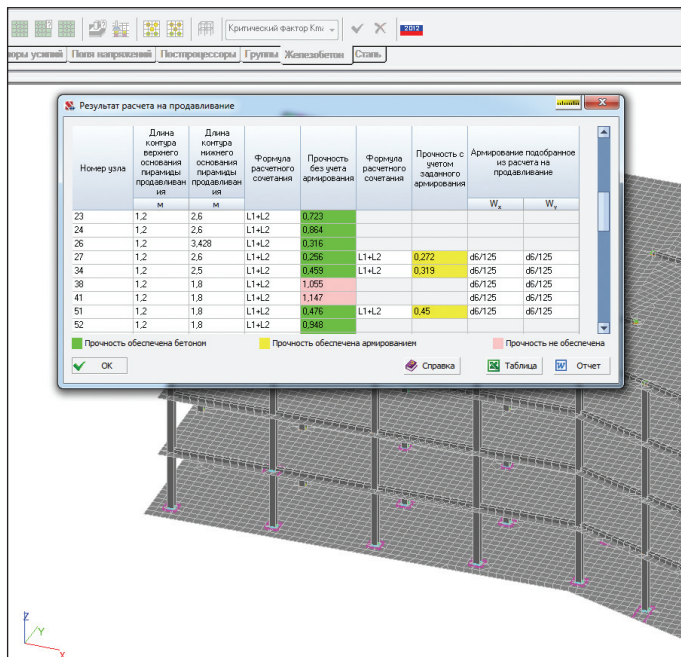 Критический фактор Kmax
2012
оры усилий Поля напряжений Постпроцессоры Группы Железобетон Сталь
Результат расчета на продавливание
Номер узла
Длина контура верхнего основания пирамиды продавливания
Длина контура нижнего основания пирамиды продавливания
Формула расчетного сочетания
Прочность без учета армирования
Формула расчетного сочетания
Прочность с учетом заданного армирования
Армирование подобранное из расчета на продавливание
м м Wx Wy
23 1,2 2,6 L1+L2 0,723
24 1,2 2,6 L1+L2 0,864
26 1,2 3,428 L1+L2 0,316
27 1,2 2,6 L1+L2 0,256 L1+L2 0,272 d6/125 d6/125
34 1,2 2,5 L1+L2 0,459 L1+L2 0,319 d6/125 d6/125
38 1,2 1,8 L1+L2 1,055 d6/125 d6/125
41 1,2 1,8 L1+L2 1,147 d6/125 d6/125
51 1,2 1,8 L1+L2 0,476 L1+L2 0,45 d6/125 d6/125
52 1,2 1,8 L1+L2 0,948
Прочность обеспечена бетоном Прочность обеспечена армированием Прочность не обеспечена
OK Справка Таблица Отчет
Z
Y
X